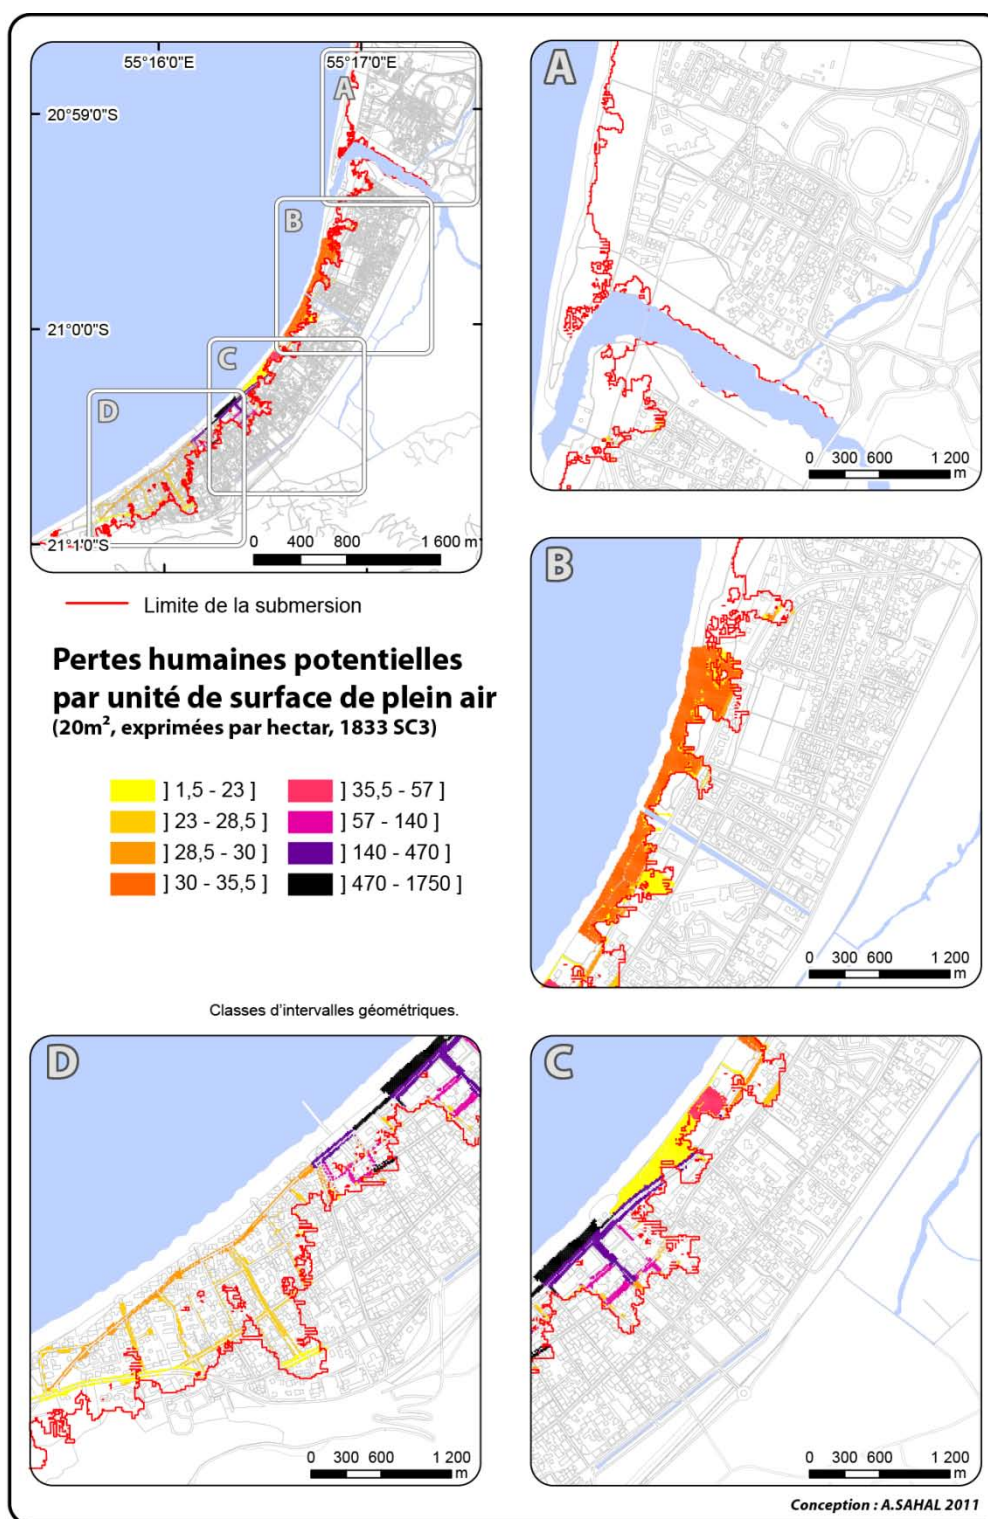 55°16'0"E
55°17'0"E
A
20°59'0"S
B
21°0'0"S
C
D
21°1'0"S
0 400 800 1 600 m
Limite de la submersion
Pertes humaines potentielles
par unité de surface de plein air
(20m², exprimées par hectar, 1833 SC3)
] 1,5 - 23 ]
] 23 - 28,5 ]
] 28,5 - 30 ]
] 30 - 35,5 ]
] 35,5 - 57 ]
] 57 - 140 ]
] 140 - 470 ]
] 470 - 1750 ]
Classes d'intervalles géométriques.
A
0 300 600 1 200
m
B
0 300 600 1 200
m
D
0 300 600 1 200
m
C
0 300 600 1 200
m
Conception : A.SAHAL 2011